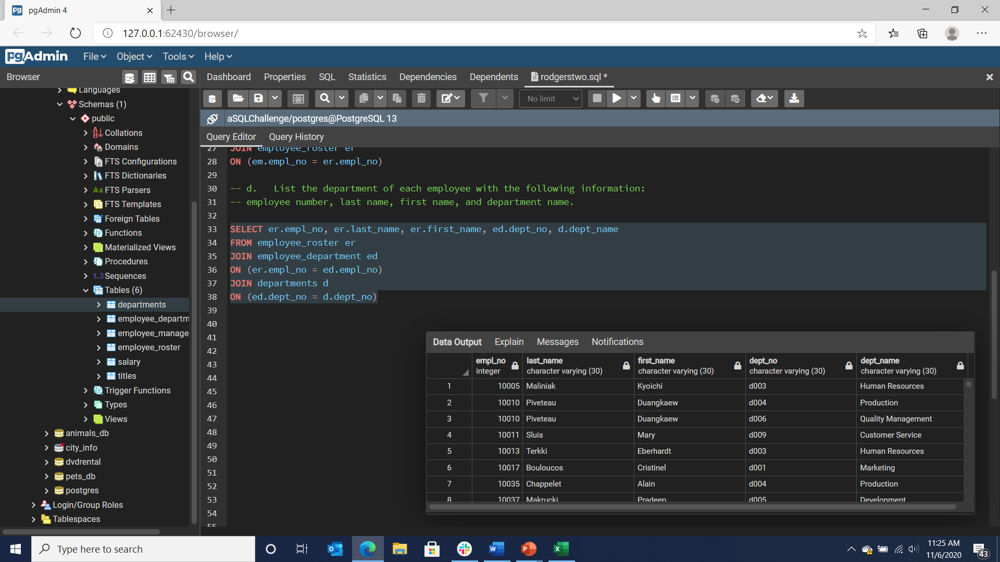 pgAdmin 4
127.0.0.1:62430/browser/
pgAdmin File Object Tools Help
Browser
Dashboard Properties SQL Statistics Dependencies Dependents rodgerstwo.sql *
No limit
aSQLChallenge/postgres@PostgreSQL 13
Query Editor Query History
Languages
Schemas (1)
public
Collations
Domains
FTS Configurations
FTS Dictionaries
Aa FTS Parsers
FTS Templates
Foreign Tables
Functions
Materialized Views
Procedures
1..3 Sequences
Tables (6)
departments
employee_departm
employee_manage
employee_roster
salary
titles
Trigger Functions
Types
Views
animals_db
city_info
dvdrental
pets_db
postgres
Login/Group Roles
Tablespaces
27 JOIN employee_roster er
28 ON (em.empl_no = er.empl_no)
29
30 -- d. List the department of each employee with the following information:
31 -- employee number, last name, first name, and department name.
32
33 SELECT er.empl_no, er.last_name, er.first_name, ed.dept_no, d.dept_name
34 FROM employee_roster er
35 JOIN employee_department ed
36 ON (er.empl_no = ed.empl_no)
37 JOIN departments d
38 ON (ed.dept_no = d.dept_no)
39
40
41
42
43
44
45
46
47
48
49
50
51
52
53
54
55
Data Output Explain Messages Notifications
empl_no last_name first_name dept_no dept_name
integer character varying (30) character varying (30) character varying (30) character varying (30)
1 10005 Maliniak Kyoichi d003 Human Resources
2 10010 Piveteau Duangkaew d004 Production
3 10010 Piveteau Duangkaew d006 Quality Management
4 10011 Sluis Mary d009 Customer Service
5 10013 Terkki Eberhardt d003 Human Resources
6 10017 Bouloucos Cristinel d001 Marketing
7 10035 Chappelet Alain d004 Production
8 10037 Makrucki Pradeep d005 Development
Type here to search
11:25 AM
11/6/2020
43